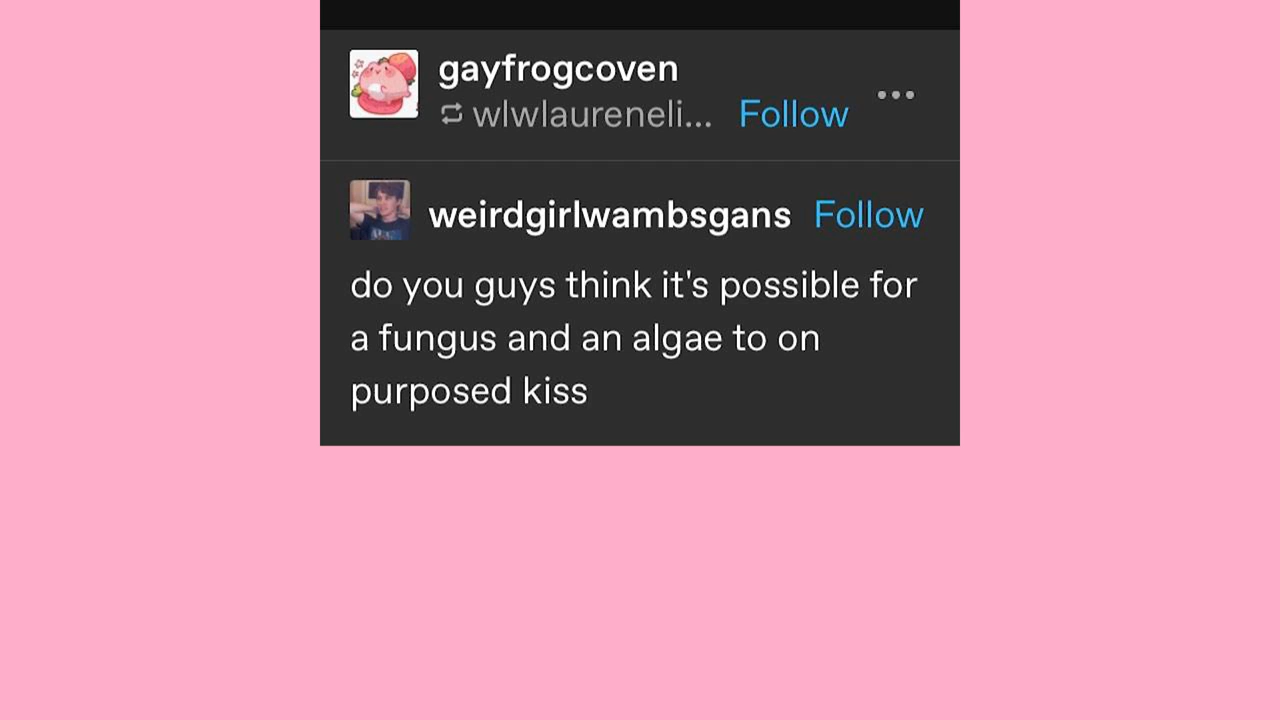 gayfrogcoven
wlwlaureneli... Follow
weirdgirlwambsgans Follow
do you guys think it's possible for
a fungus and an algae to on
purposed kiss